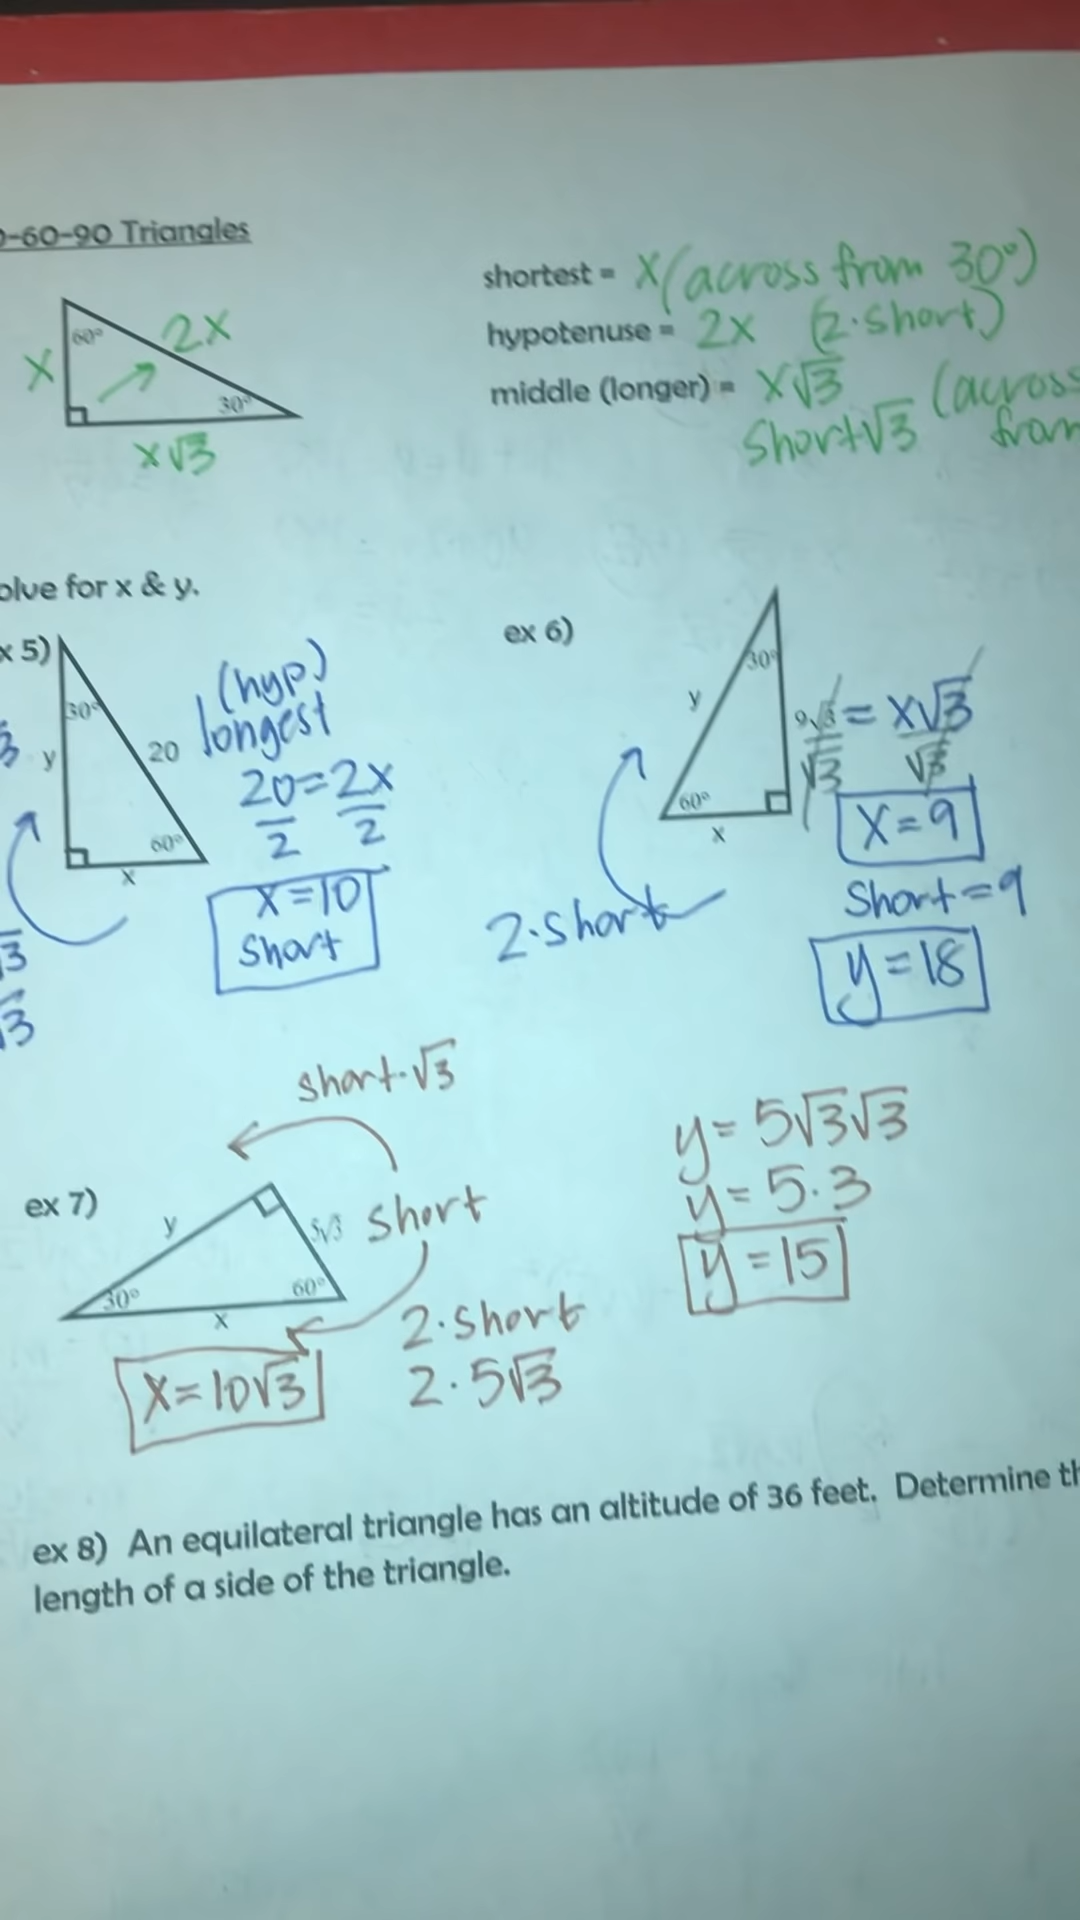 0-60-90 Triangles
shortest = x (across from 30°)
hypotenuse = 2x (2·short)
middle (longer) = x√3 (across
short√3 from
60°
2x
x
30°
x√3
olve for x & y.
x 5)
30°
y
20
60°
x
(hyp)
longest
20=2x
2 2
x=10
short
3
√3
√3
ex 6)
30°
y
9√3 = x√3
√3 √3
60°
x
x=9
2·short
short=9
y=18
short·√3
ex 7)
y
5√3
short
30°
60°
x
2·short
x=10√3
2·5√3
y=5√3√3
y=5·3
y=15
ex 8) An equilateral triangle has an altitude of 36 feet. Determine th
length of a side of the triangle.